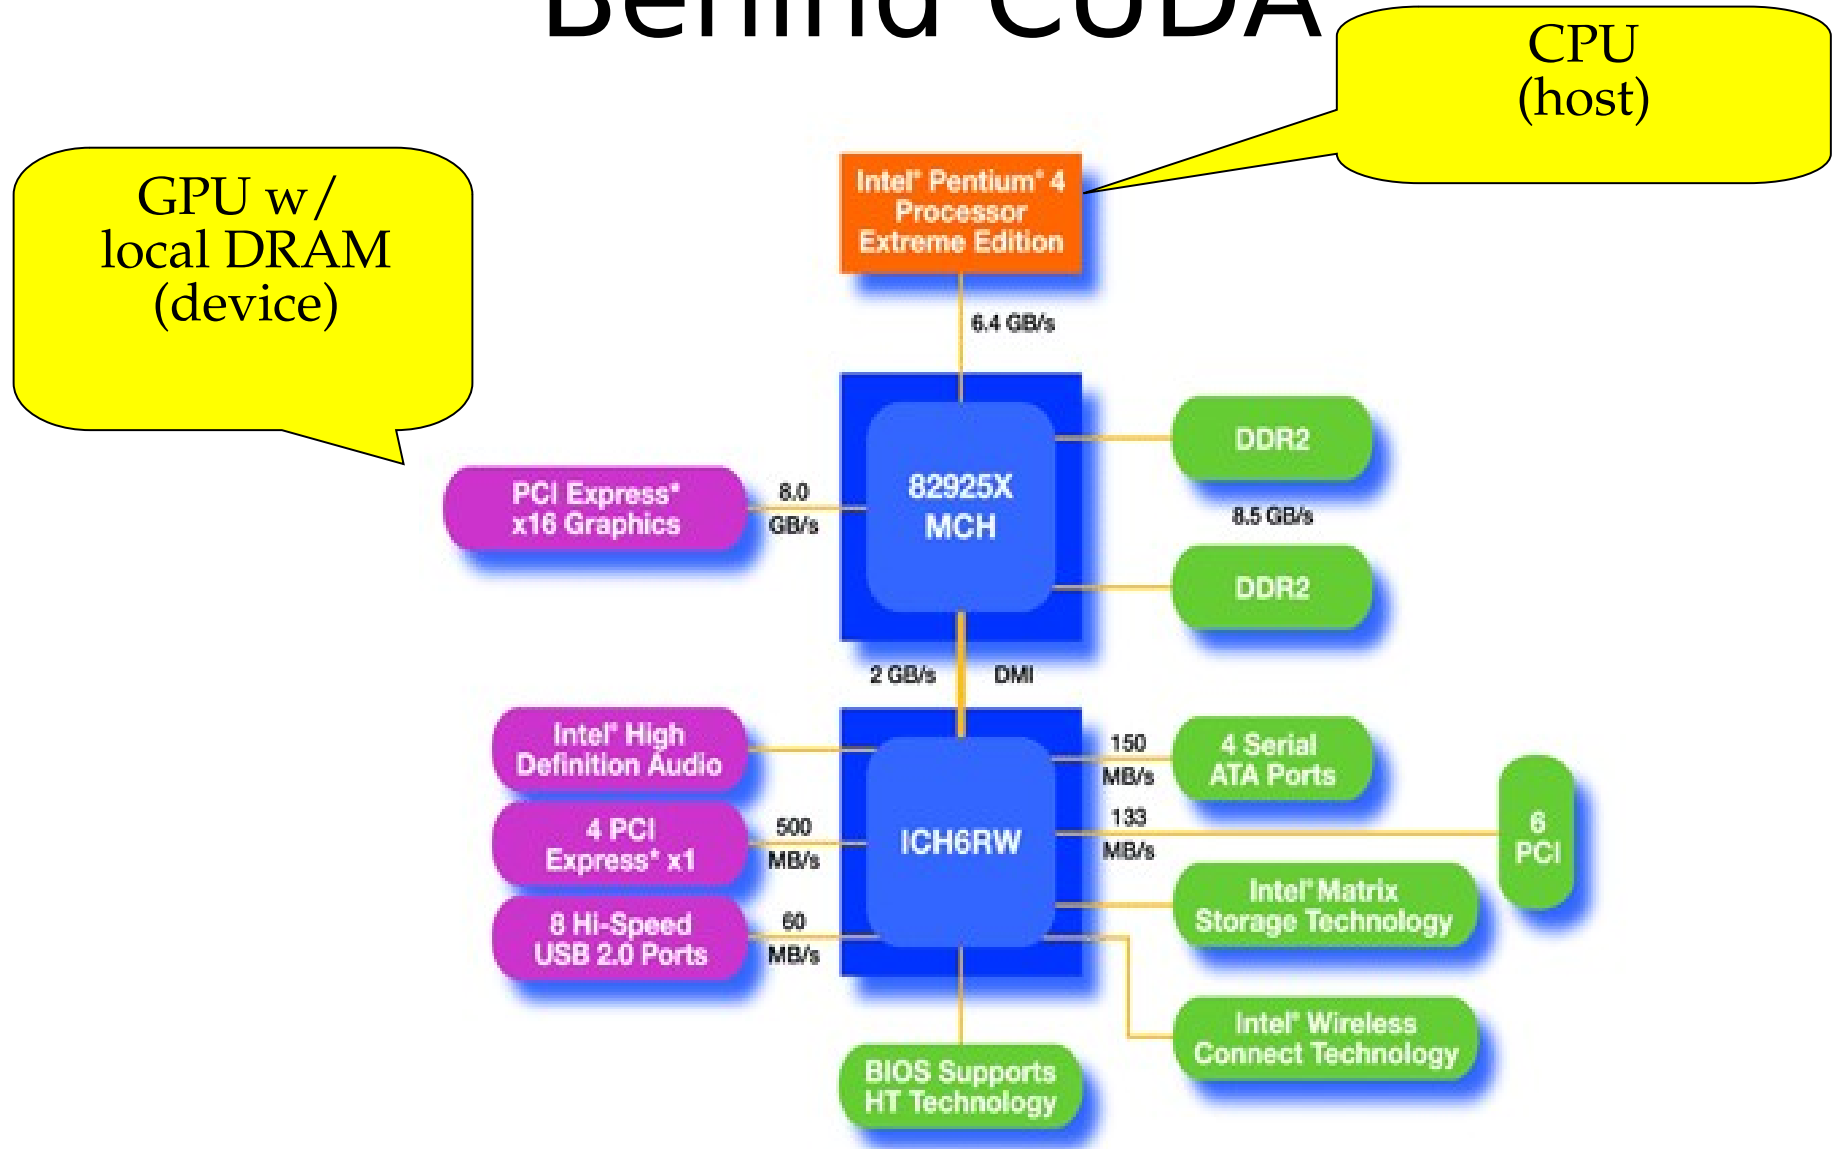 Behind CUDA
CPU
(host)
GPU w/
local DRAM
(device)
Intel® Pentium® 4
Processor
Extreme Edition
6.4 GB/s
82925X
MCH
DDR2
8.5 GB/s
DDR2
PCI Express*
x16 Graphics
8.0
GB/s
2 GB/s
DMI
Intel® High
Definition Audio
4 PCI
Express* x1
500
MB/s
8 Hi-Speed
USB 2.0 Ports
60
MB/s
ICH6RW
150
MB/s
4 Serial
ATA Ports
133
MB/s
6
PCI
Intel® Matrix
Storage Technology
Intel® Wireless
Connect Technology
BIOS Supports
HT Technology